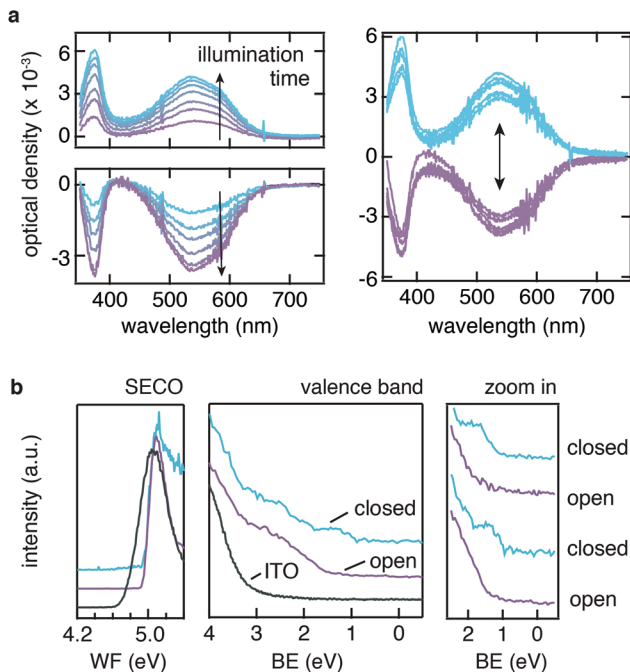 a
optical density (x 10⁻³)
6
3
0
illumination
time
0
-3
400 500 600 700
wavelength (nm)
6
3
0
-3
-6
400 500 600 700
wavelength (nm)
b
SECO
valence band
zoom in
intensity (a.u.)
closed
open
ITO
closed
open
closed
open
4.2 5.0
WF (eV)
4 3 2 1 0
BE (eV)
2 1 0
BE (eV)